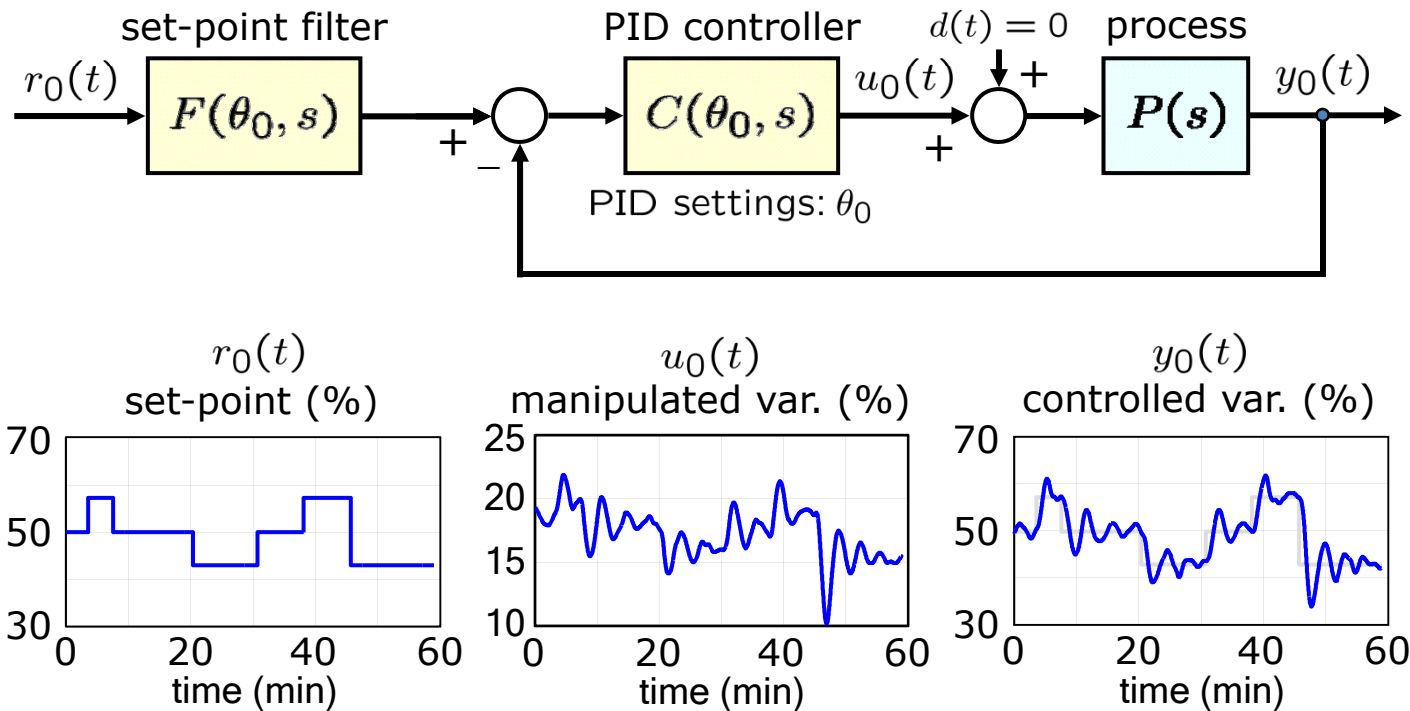 set-point filter
PID controller
d(t) = 0
process
r₀(t)
F(θ₀, s)
+
−
C(θ₀, s)
u₀(t)
+
+
P(s)
y₀(t)
PID settings: θ₀
r₀(t)
set-point (%)
70
50
30
0
20
40
60
time (min)
u₀(t)
manipulated var. (%)
25
20
15
10
0
20
40
60
time (min)
y₀(t)
controlled var. (%)
70
50
30
0
20
40
60
time (min)